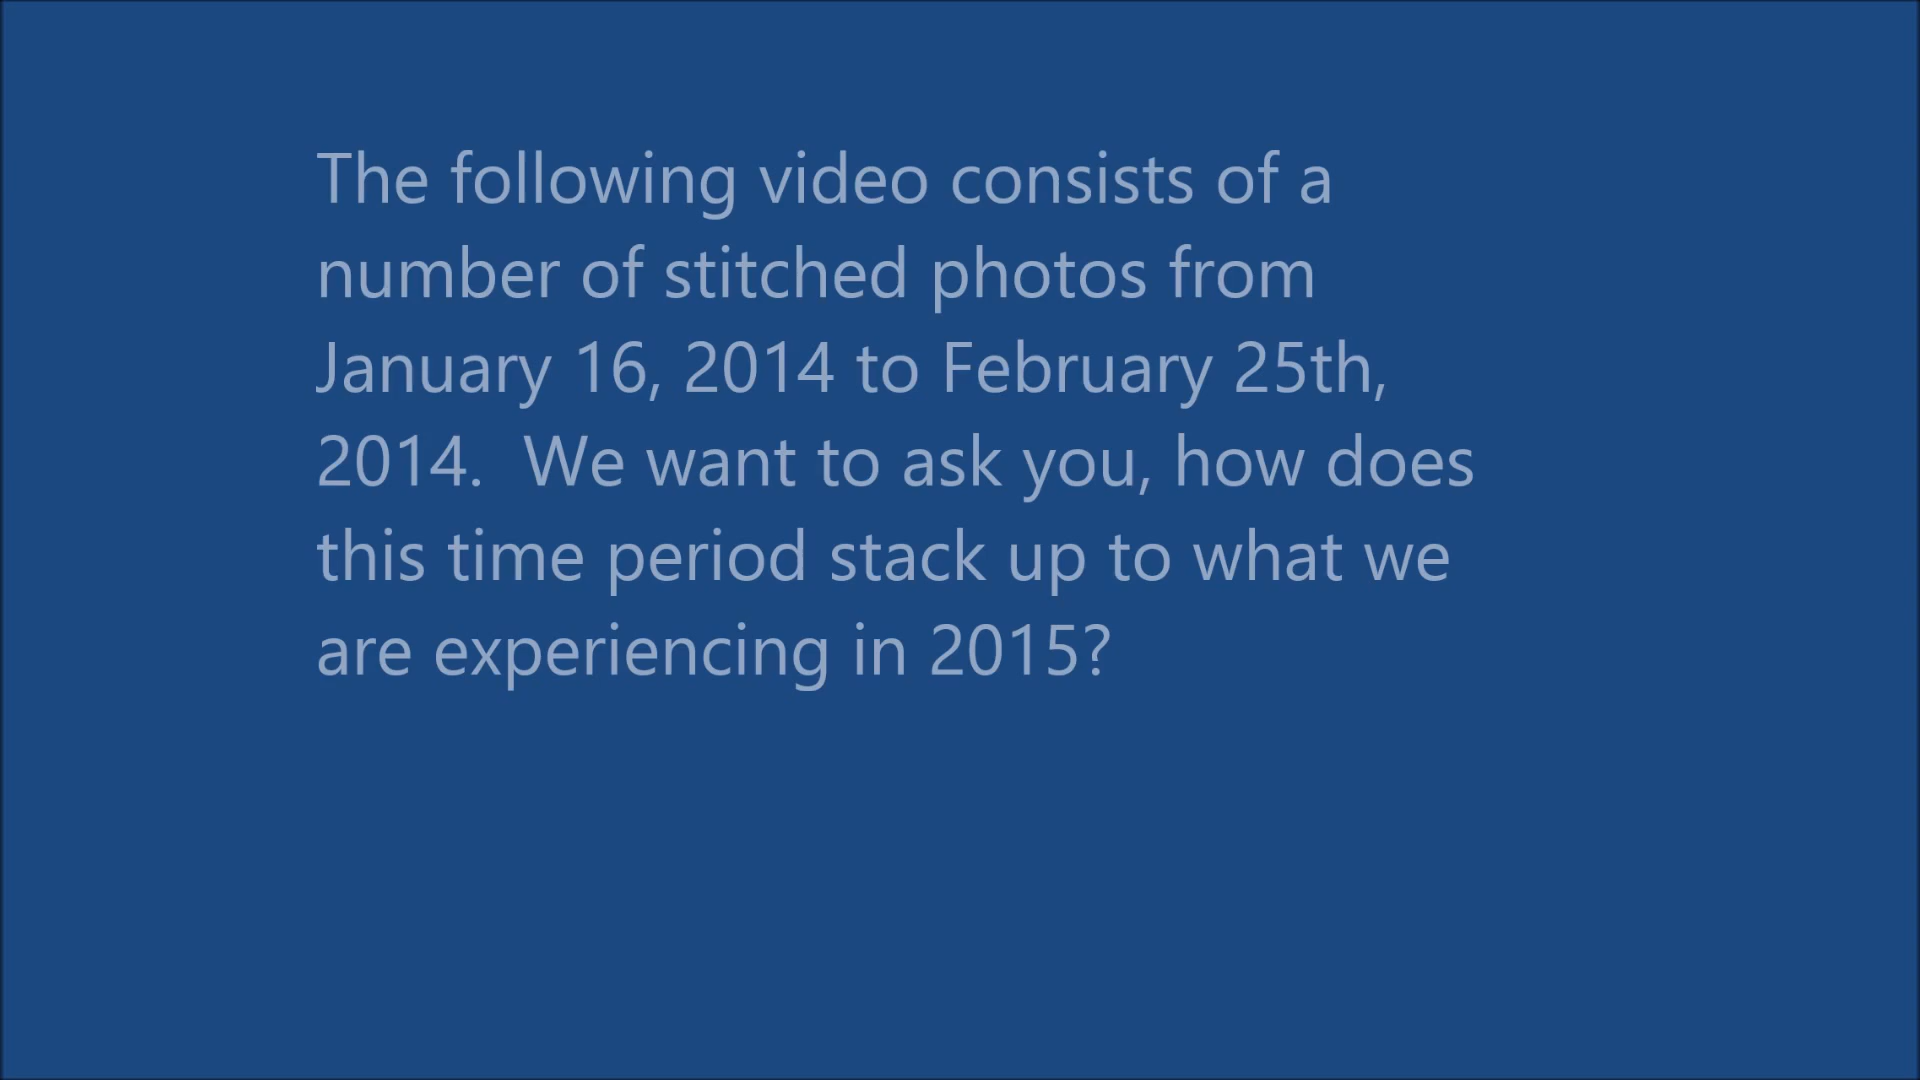 The following video consists of a
number of stitched photos from
January 16, 2014 to February 25th,
2014.  We want to ask you, how does
this time period stack up to what we
are experiencing in 2015?